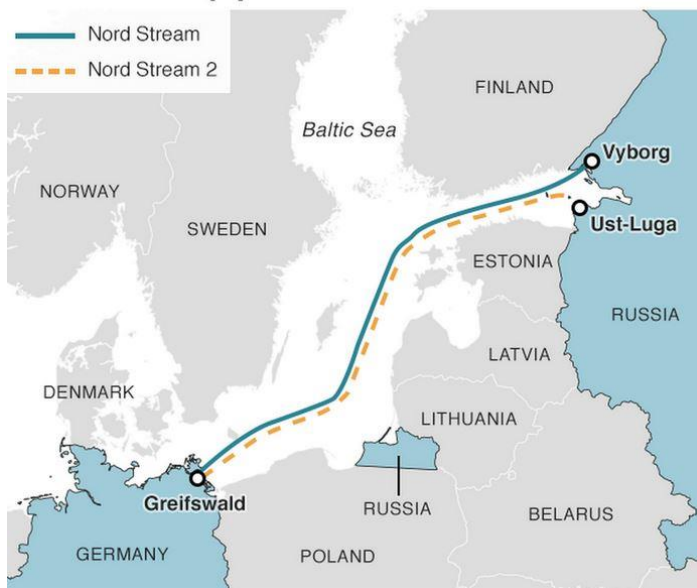 Nord Stream
Nord Stream 2
FINLAND
Baltic Sea
Vyborg
NORWAY
SWEDEN
Ust-Luga
ESTONIA
RUSSIA
LATVIA
DENMARK
LITHUANIA
Greifswald
RUSSIA
BELARUS
GERMANY
POLAND